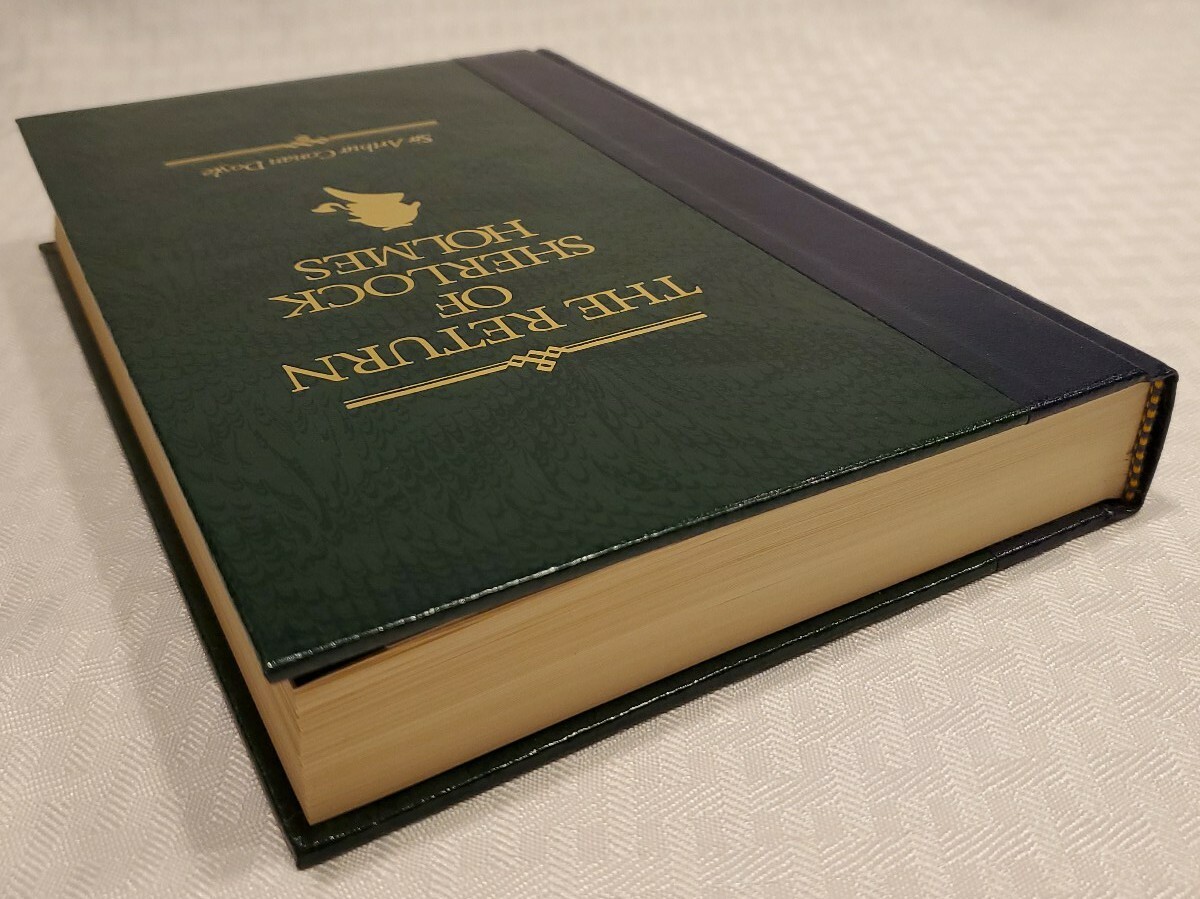 THE RETURN
OF
SHERLOCK
HOLMES
Sir Arthur Conan Doyle